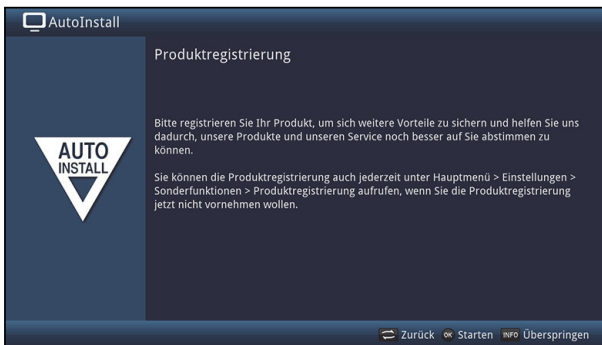 AutoInstall
Produktregistrierung
Bitte registrieren Sie Ihr Produkt, um sich weitere Vorteile zu sichern und helfen Sie uns
dadurch, unsere Produkte und unseren Service noch besser auf Sie abstimmen zu
können.
Sie können die Produktregistrierung auch jederzeit unter Hauptmenü > Einstellungen >
Sonderfunktionen > Produktregistrierung aufrufen, wenn Sie die Produktregistrierung
jetzt nicht vornehmen wollen.
AUTO
INSTALL
Zurück OK Starten INFO Überspringen